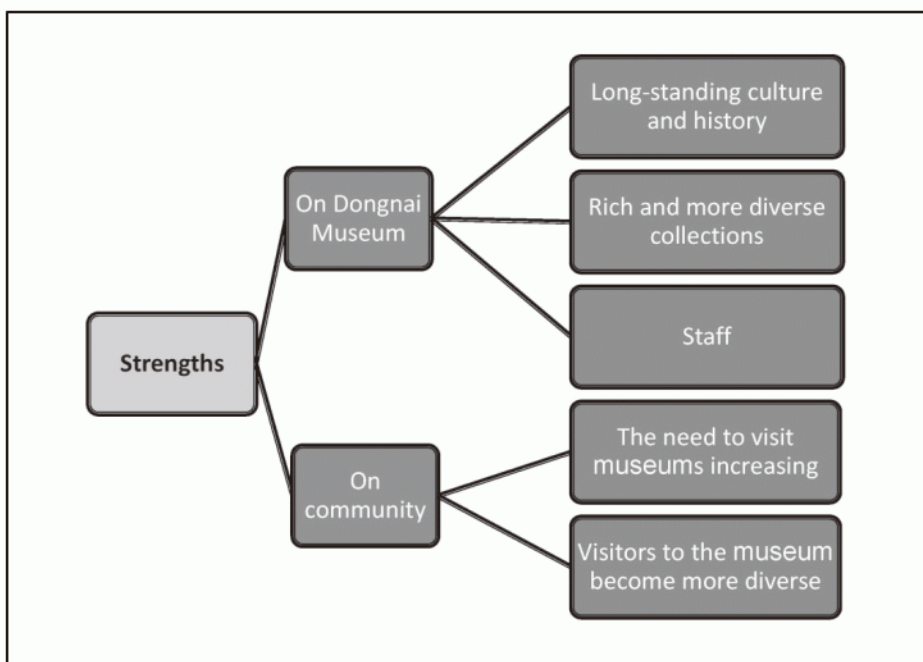 Strengths
On Dongnai
Museum
Long-standing culture
and history
Rich and more diverse
collections
Staff
On
community
The need to visit
museums increasing
Visitors to the museum
become more diverse